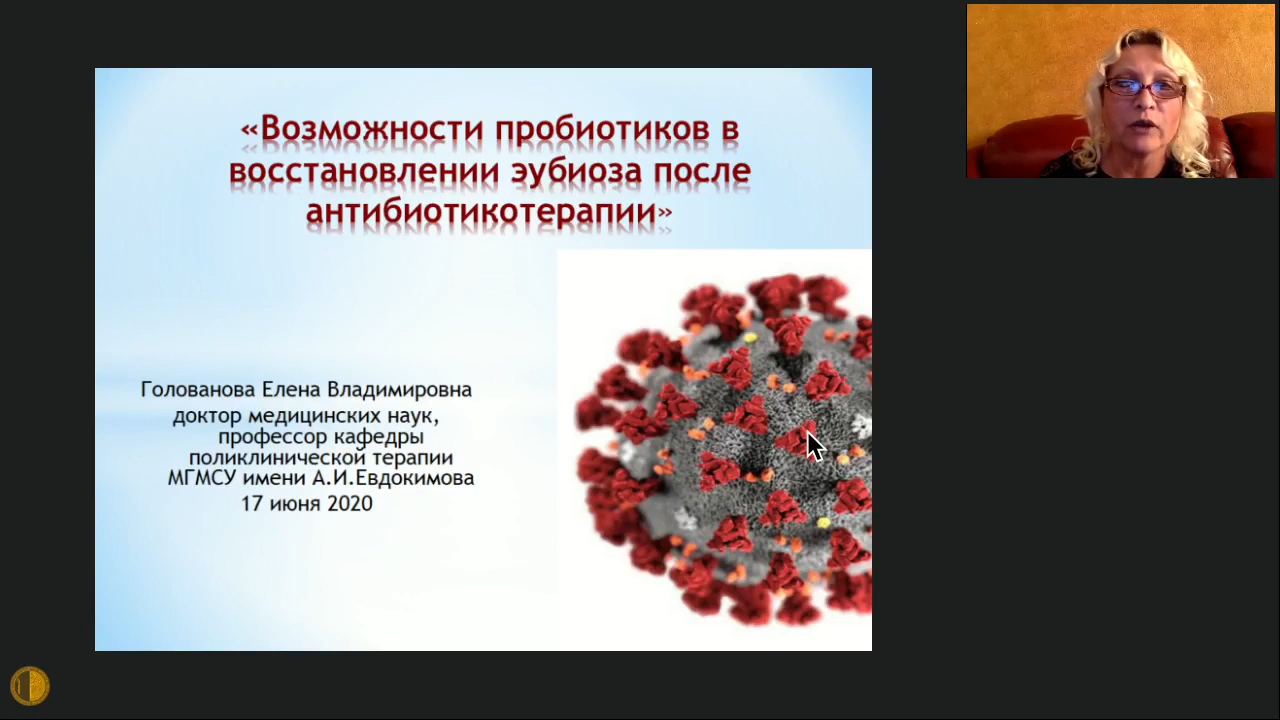 «Возможности пробиотиков в
восстановлении эубиоза после
антибиотикотерапии»
Голованова Елена Владимировна
доктор медицинских наук,
профессор кафедры
поликлинической терапии
МГМСУ имени А.И.Евдокимова
17 июня 2020